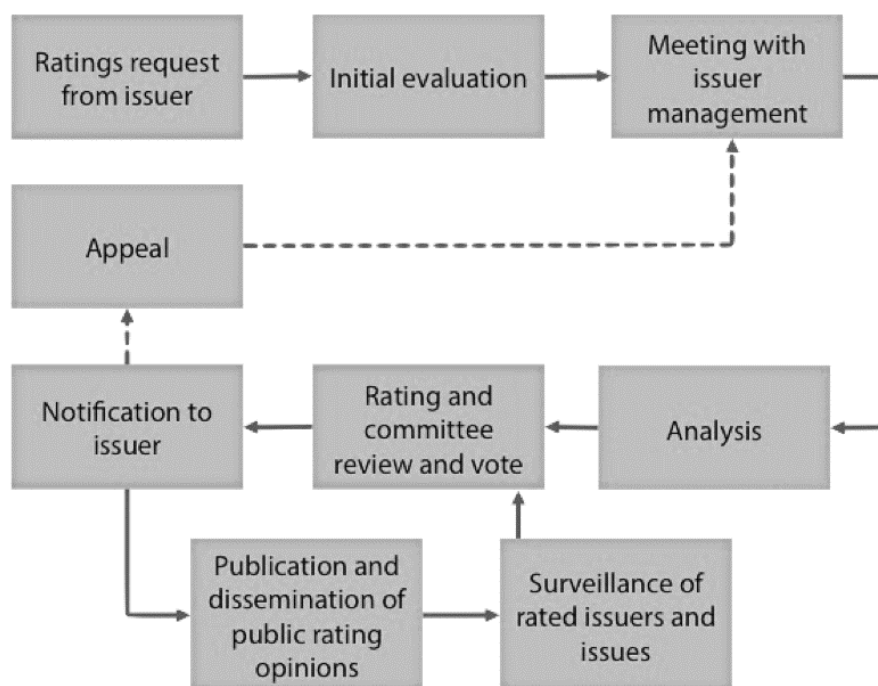 Ratings request
from issuer
Initial evaluation
Meeting with
issuer
management
Appeal
Notification to
issuer
Rating and
committee
review and vote
Analysis
Publication and
dissemination of
public rating
opinions
Surveillance of
rated issuers and
issues